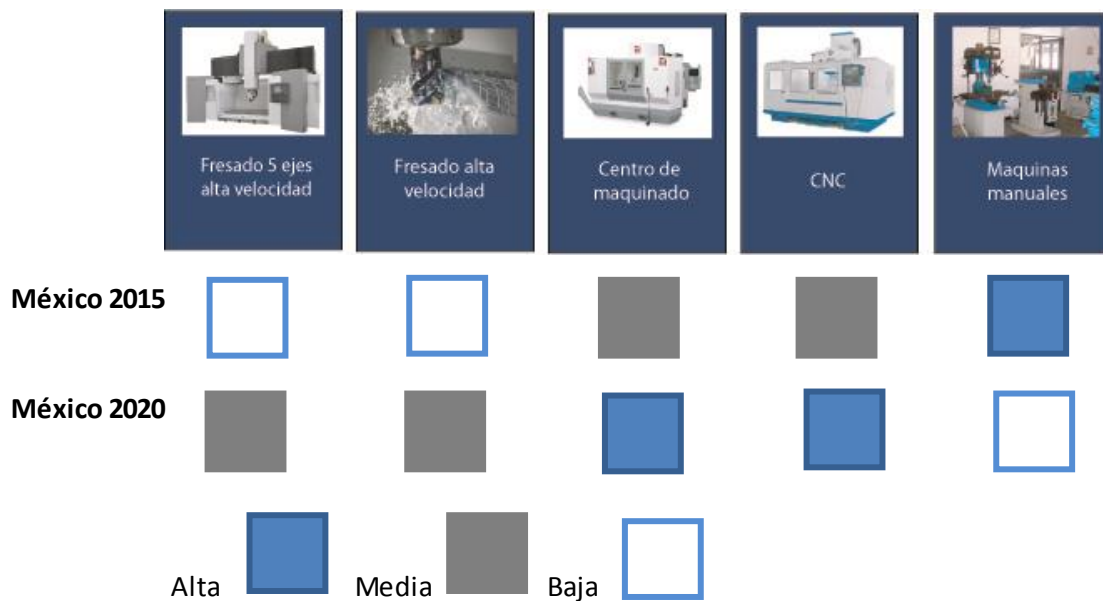 Fresado 5 ejes
alta velocidad
Fresado alta
velocidad
Centro de
maquinado
CNC
Maquinas
manuales
México 2015
México 2020
Alta
Media
Baja